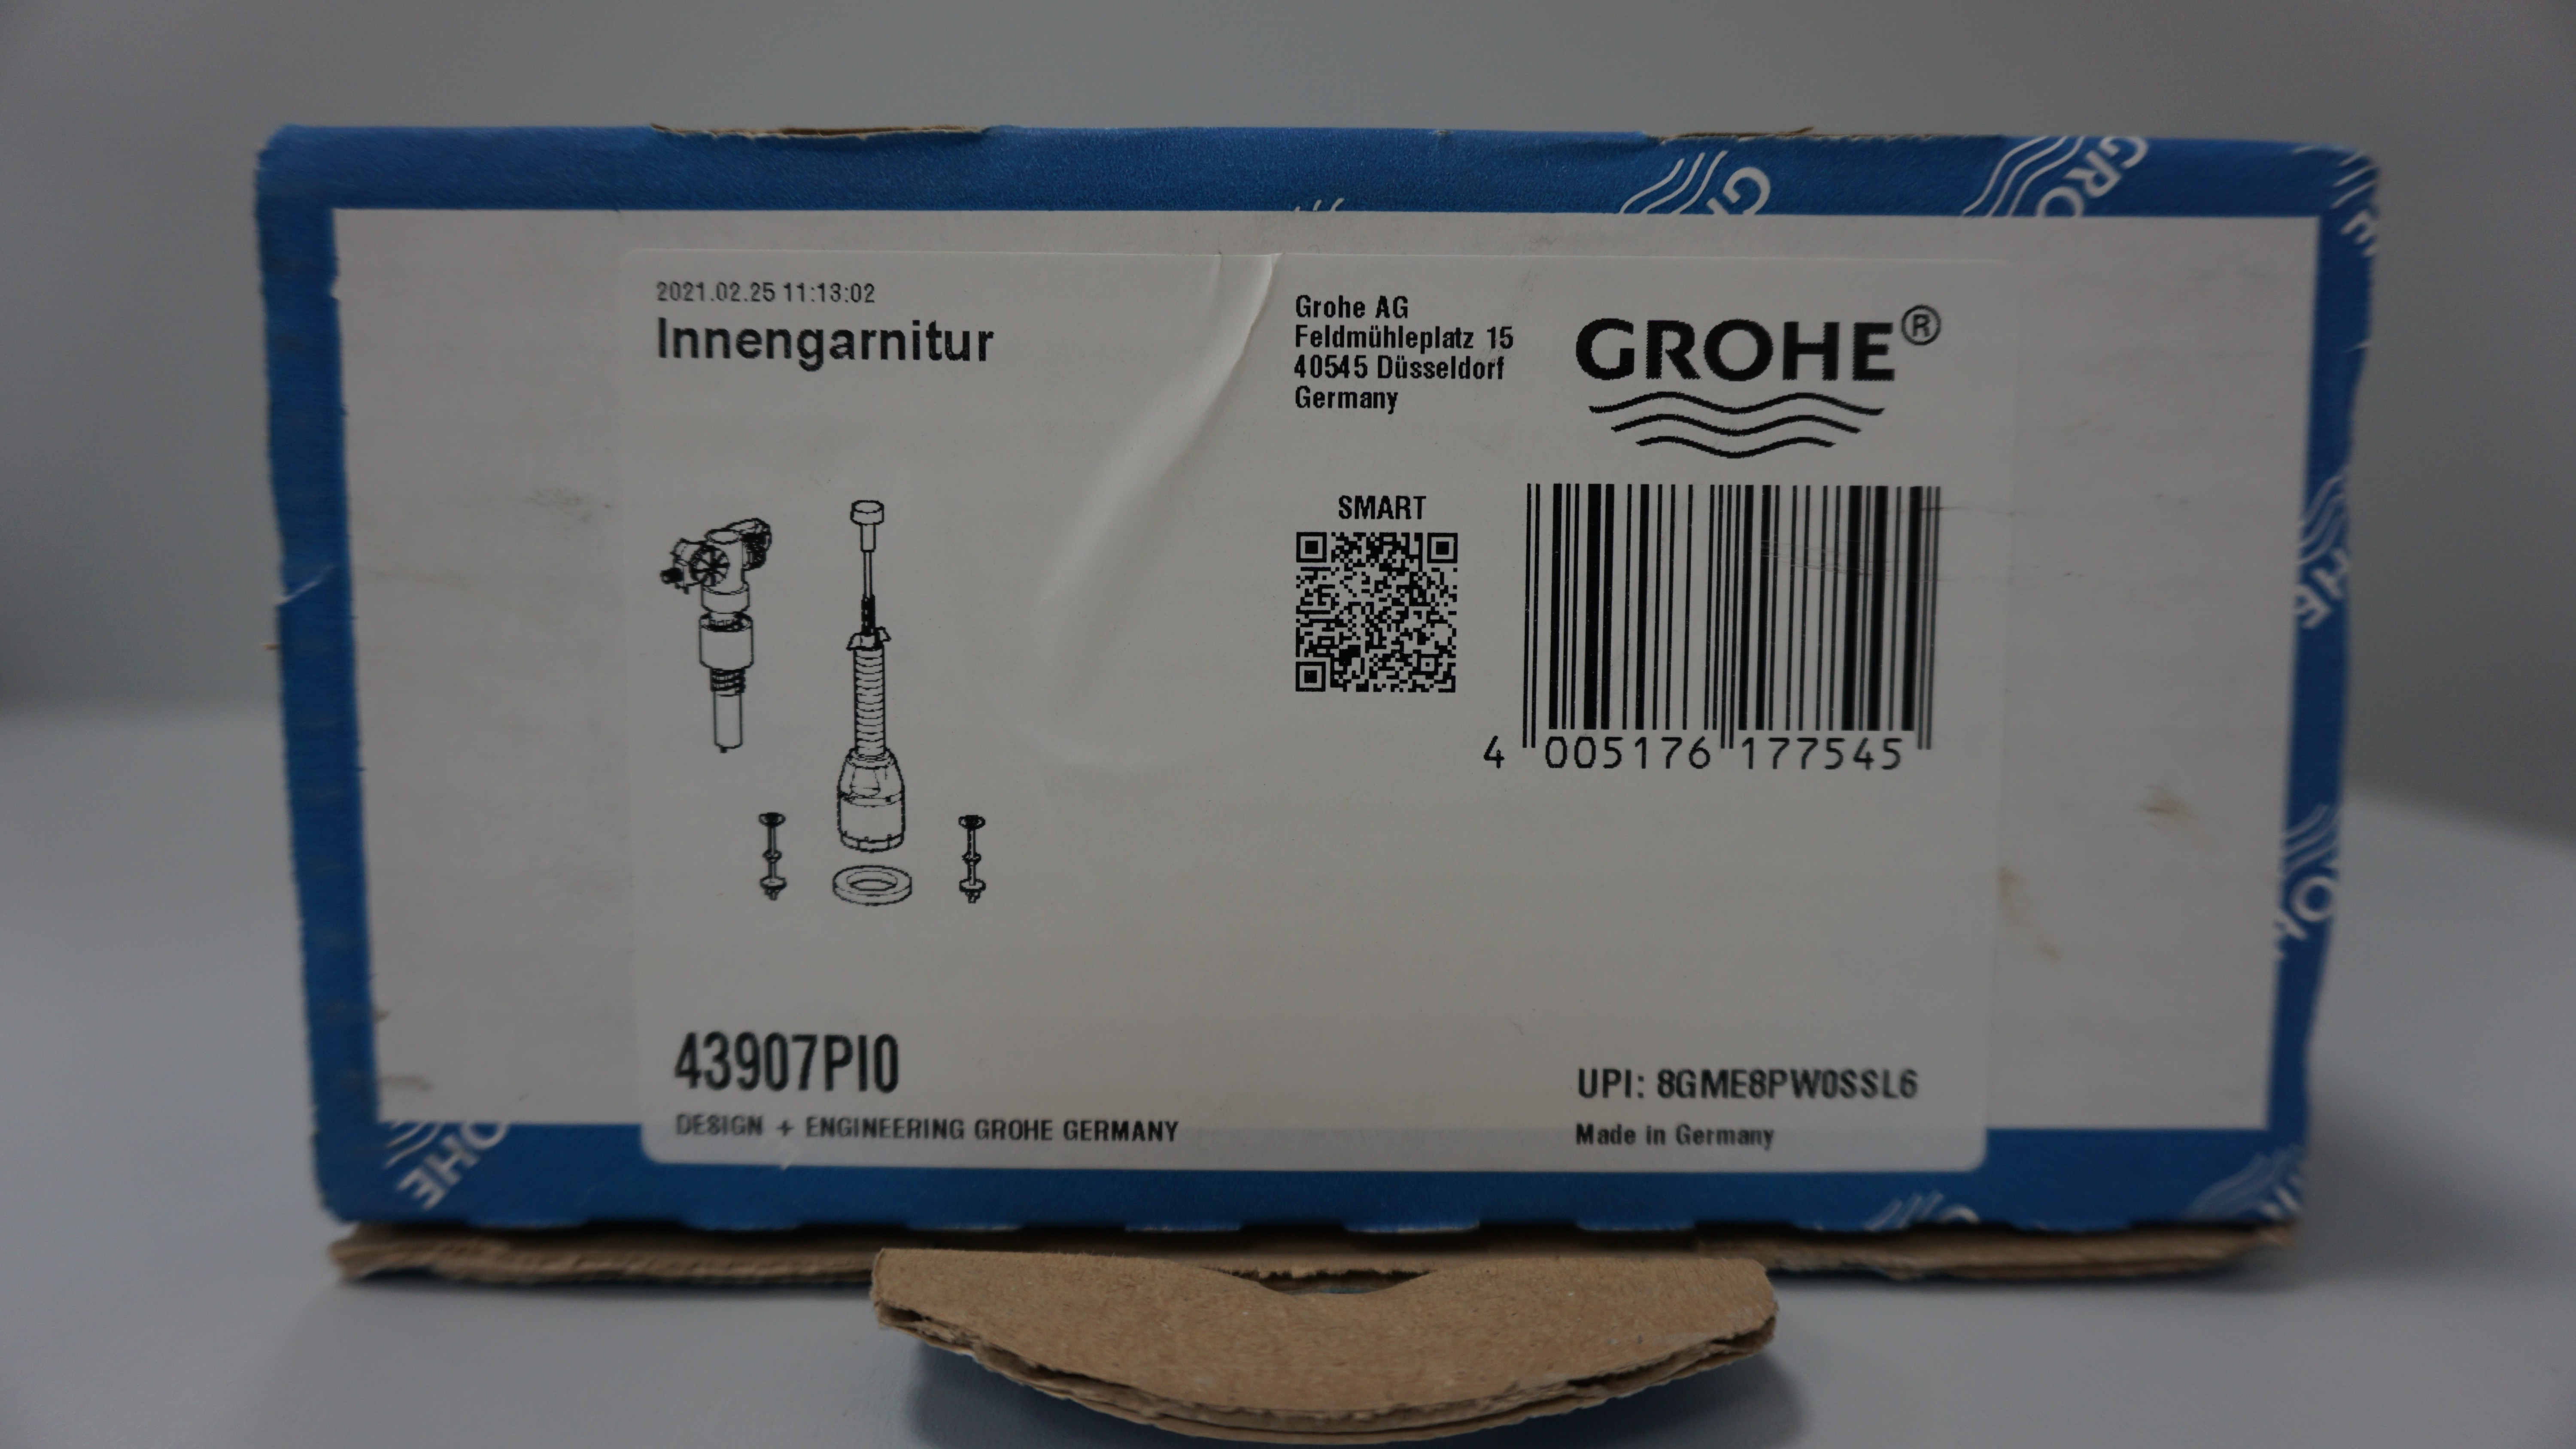 2021.02.25 11:13:02
Innengarnitur
Grohe AG
Feldmühleplatz 15
40545 Düsseldorf
Germany
GROHE®
SMART
4 005176 177545
43907PI0
DESIGN + ENGINEERING GROHE GERMANY
UPI: 8GME8PW0SSL6
Made in Germany